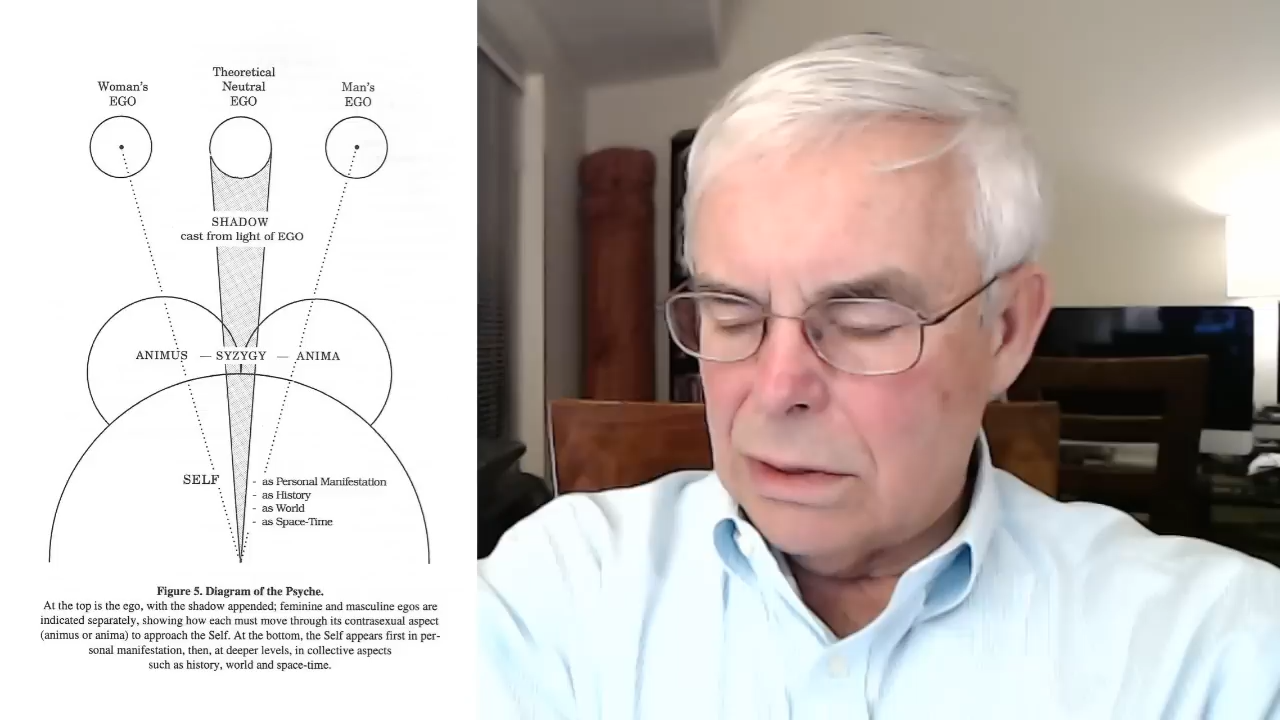 Woman's
EGO
Theoretical
Neutral
EGO
Man's
EGO
SHADOW
cast from light of EGO
ANIMUS — SYZYGY — ANIMA
SELF
- as Personal Manifestation
- as History
- as World
- as Space-Time
Figure 5. Diagram of the Psyche.
At the top is the ego, with the shadow appended; feminine and masculine egos are
indicated separately, showing how each must move through its contrasexual aspect
(animus or anima) to approach the Self. At the bottom, the Self appears first in per-
sonal manifestation, then, at deeper levels, in collective aspects
such as history, world and space-time.